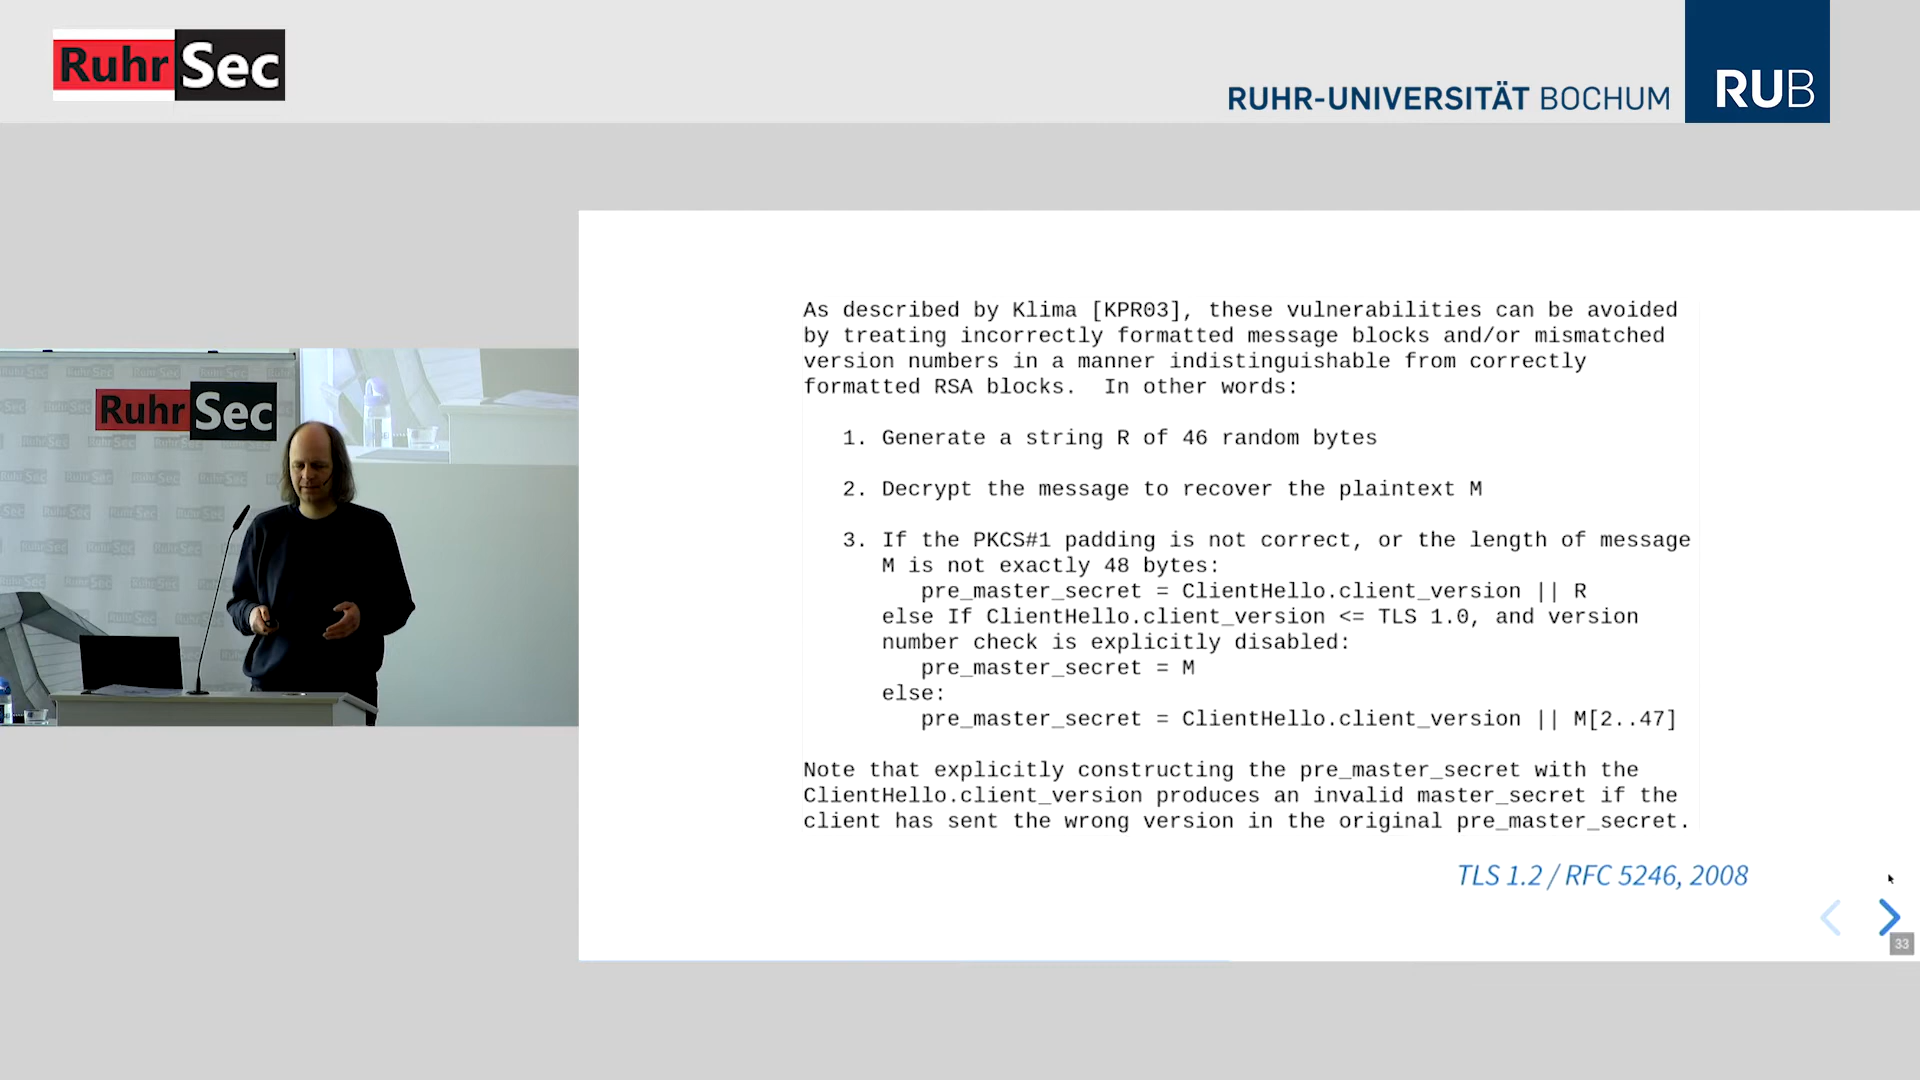 RuhrSec
RUHR-UNIVERSITÄT BOCHUM
RUB
RuhrSec
As described by Klima [KPR03], these vulnerabilities can be avoided
by treating incorrectly formatted message blocks and/or mismatched
version numbers in a manner indistinguishable from correctly
formatted RSA blocks.  In other words:
1. Generate a string R of 46 random bytes
2. Decrypt the message to recover the plaintext M
3. If the PKCS#1 padding is not correct, or the length of message
M is not exactly 48 bytes:
pre_master_secret = ClientHello.client_version || R
else If ClientHello.client_version <= TLS 1.0, and version
number check is explicitly disabled:
pre_master_secret = M
else:
pre_master_secret = ClientHello.client_version || M[2..47]
Note that explicitly constructing the pre_master_secret with the
ClientHello.client_version produces an invalid master_secret if the
client has sent the wrong version in the original pre_master_secret.
TLS 1.2 / RFC 5246, 2008
33